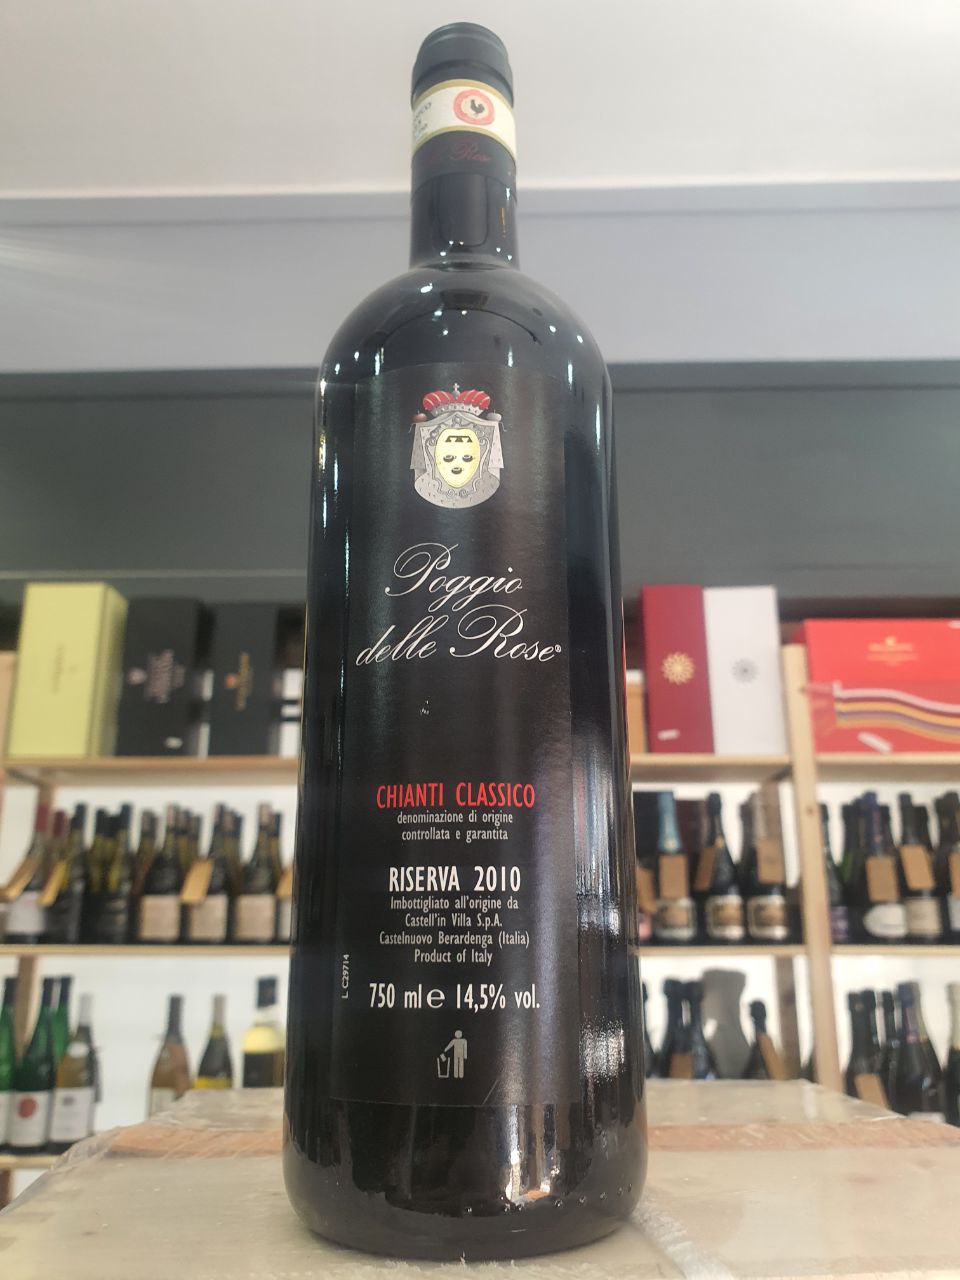 Rose
Poggio
delle Rose®
CHIANTI CLASSICO
denominazione di origine
controllata e garantita
RISERVA 2010
Imbottigliato all'origine da
Castell'in Villa S.p.A.
Castelnuovo Berardenga (Italia)
Product of Italy
L C29714
750 ml e 14,5% vol.